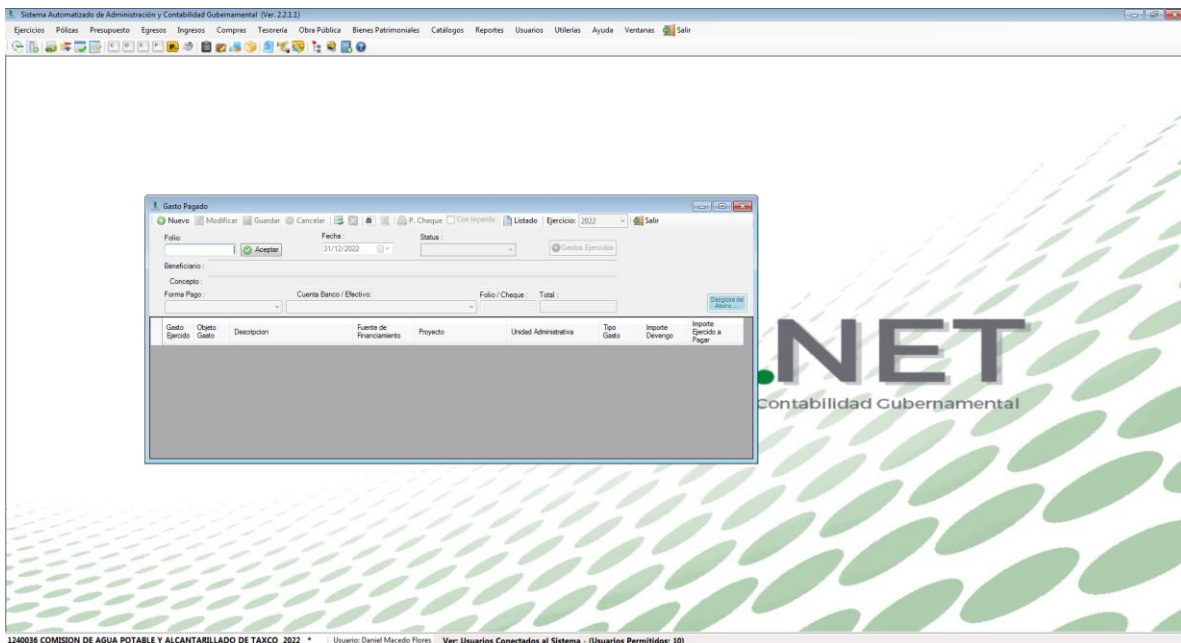 Sistema Automatizado de Administración y Contabilidad Gubernamental (Ver. 2.2.1.1)
Ejercicios Pólizas Presupuesto Egresos Ingresos Compras Tesorería Obra Pública Bienes Patrimoniales Catálogos Reportes Usuarios Utilerías Ayuda Ventanas Salir
Gasto Pagado
Nuevo Modificar Guardar Cancelar P. Cheque Con leyenda Listado Ejercicio: 2022 Salir
Folio: Fecha : Status :
Aceptar 31/12/2022 Gastos Ejercidos
Beneficiario :
Concepto :
Forma Pago : Cuenta Banco / Efectivo: Folio / Cheque : Total :
Desglose del
Ahorro...
Gasto Ejercido Objeto Gasto Descripcion Fuente de Financiamiento Proyecto Unidad Administrativa Tipo Gasto Importe Devengo Importe Ejercido a Pagar
.NET
Contabilidad Gubernamental
1240036 COMISION DE AGUA POTABLE Y ALCANTARILLADO DE TAXCO 2022 * Usuario: Daniel Macedo Flores Ver: Usuarios Conectados al Sistema - (Usuarios Permitidos: 10)